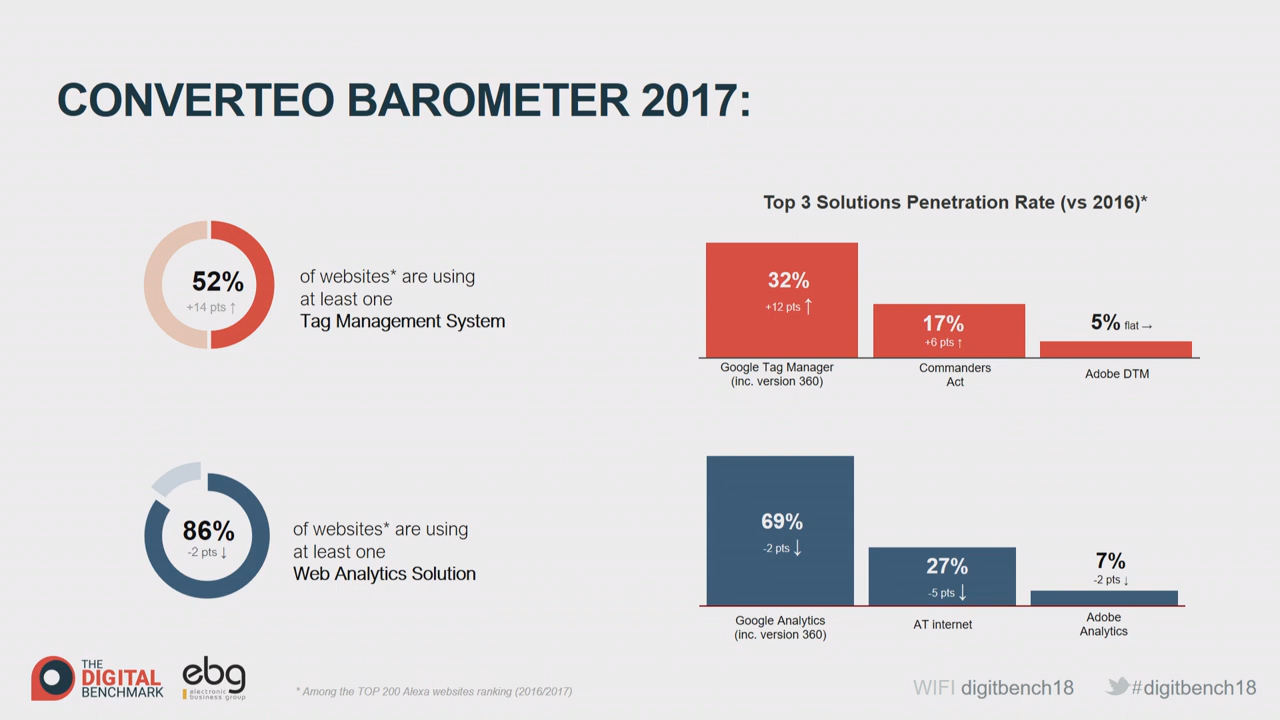 CONVERTEO BAROMETER 2017:
52%
+14 pts ↑
of websites* are using
at least one
Tag Management System
Top 3 Solutions Penetration Rate (vs 2016)*
32%
+12 pts ↑
17%
+6 pts ↑
5% flat →
Google Tag Manager
(inc. version 360)
Commanders
Act
Adobe DTM
86%
-2 pts ↓
of websites* are using
at least one
Web Analytics Solution
69%
-2 pts ↓
27%
-5 pts ↓
7%
-2 pts ↓
Google Analytics
(inc. version 360)
AT internet
Adobe
Analytics
THE
DIGITAL
BENCHMARK
ebg
electronic
business group
* Among the TOP 200 Alexa websites ranking (2016/2017)
WIFI digitbench18
#digitbench18